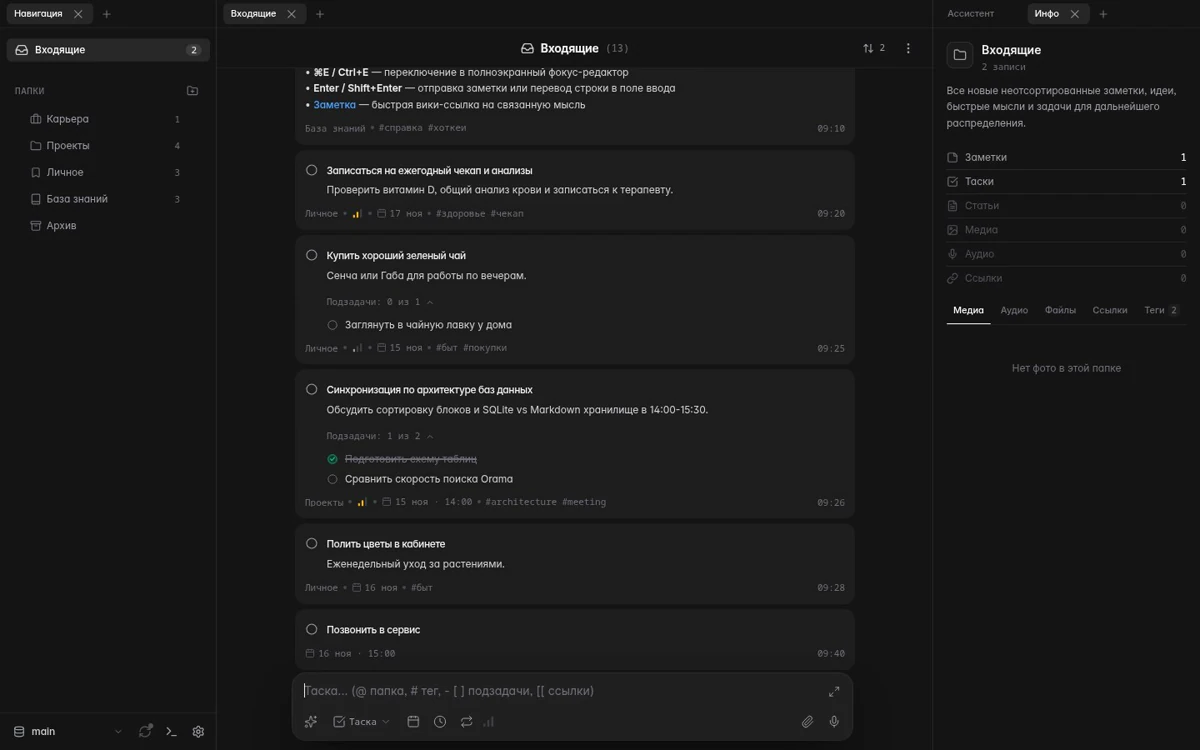 Навигация
Входящие
2
ПАПКИ
Карьера 1
Проекты 4
Личное 3
База знаний 3
Архив
main
Входящие
Входящие (13)
2
• ⌘E / Ctrl+E — переключение в полноэкранный фокус-редактор
• Enter / Shift+Enter — отправка заметки или перевод строки в поле ввода
• Заметка — быстрая вики-ссылка на связанную мысль
База знаний • #справка #хоткеи 09:10
Записаться на ежегодный чекап и анализы
Проверить витамин D, общий анализ крови и записаться к терапевту.
Личное • • 17 ноя • #здоровье #чекап 09:20
Купить хороший зеленый чай
Сенча или Габа для работы по вечерам.
Подзадачи: 0 из 1
Заглянуть в чайную лавку у дома
Личное • • 15 ноя • #быт #покупки 09:25
Синхронизация по архитектуре баз данных
Обсудить сортировку блоков и SQLite vs Markdown хранилище в 14:00-15:30.
Подзадачи: 1 из 2
Подготовить схему таблиц
Сравнить скорость поиска Orama
Проекты • • 15 ноя · 14:00 • #architecture #meeting 09:26
Полить цветы в кабинете
Еженедельный уход за растениями.
Личное • 16 ноя • #быт 09:28
Позвонить в сервис
16 ноя · 15:00 09:40
Таска... (@ папка, # тег, - [ ] подзадачи, [[ ссылки)
Таска
Ассистент
Инфо
Входящие
2 записи
Все новые неотсортированные заметки, идеи,
быстрые мысли и задачи для дальнейшего
распределения.
Заметки 1
Таски 1
Статьи 0
Медиа 0
Аудио 0
Ссылки 0
Медиа Аудио Файлы Ссылки Теги 2
Нет фото в этой папке